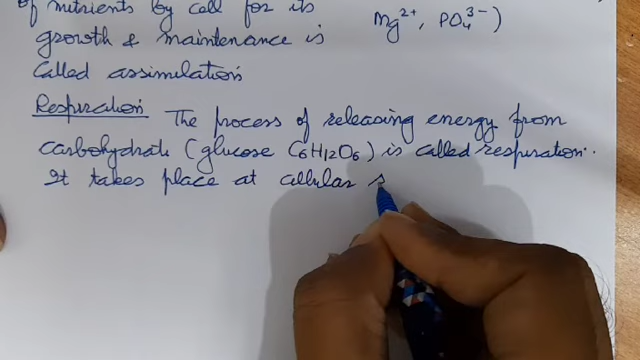 of nutrients by cell for its
growth & maintenance is
called assimilation
Mg²⁺, PO₄³⁻)
Respiration The process of releasing energy from
carbohydrate (glucose C₆H₁₂O₆) is called respiration.
It takes place at cellular